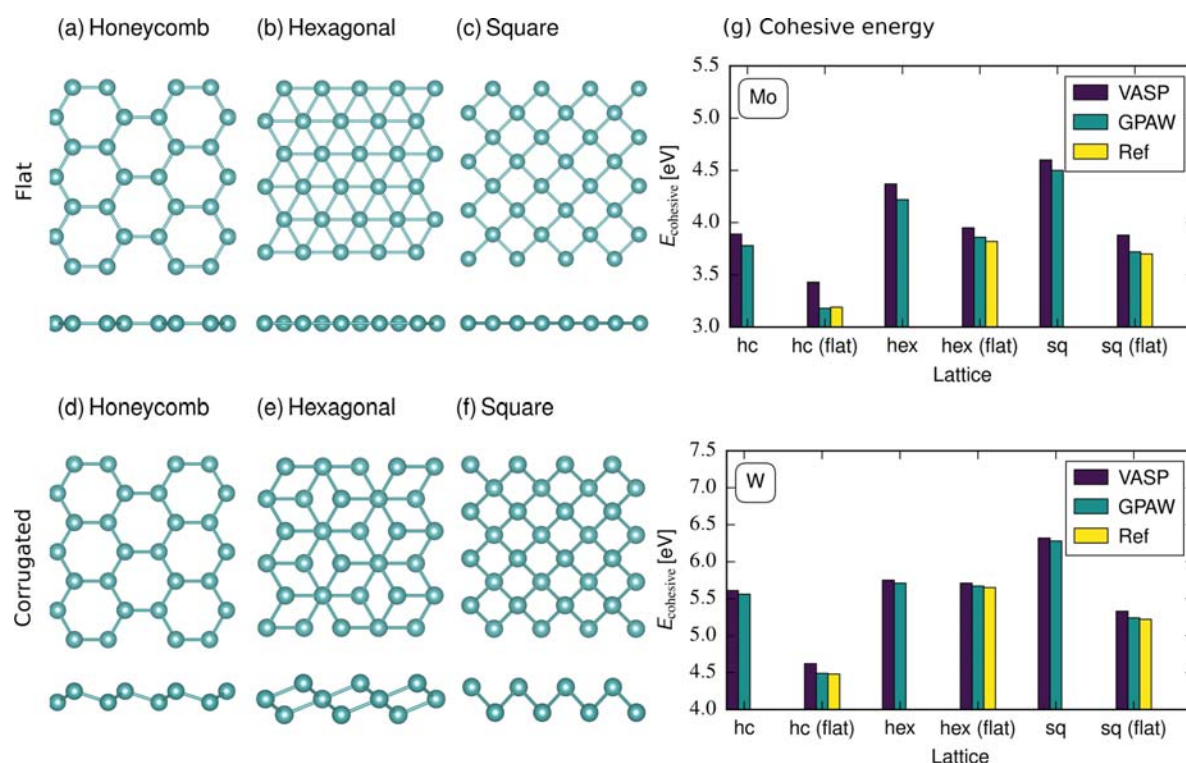 (a) Honeycomb
(b) Hexagonal
(c) Square
Flat
(d) Honeycomb
(e) Hexagonal
(f) Square
Corrugated
(g) Cohesive energy
5.5
5.0
4.5
4.0
3.5
3.0
E_cohesive [eV]
Mo
VASP
GPAW
Ref
hc
hc (flat)
hex
hex (flat)
sq
sq (flat)
Lattice
7.5
7.0
6.5
6.0
5.5
5.0
4.5
4.0
E_cohesive [eV]
W
VASP
GPAW
Ref
hc
hc (flat)
hex
hex (flat)
sq
sq (flat)
Lattice